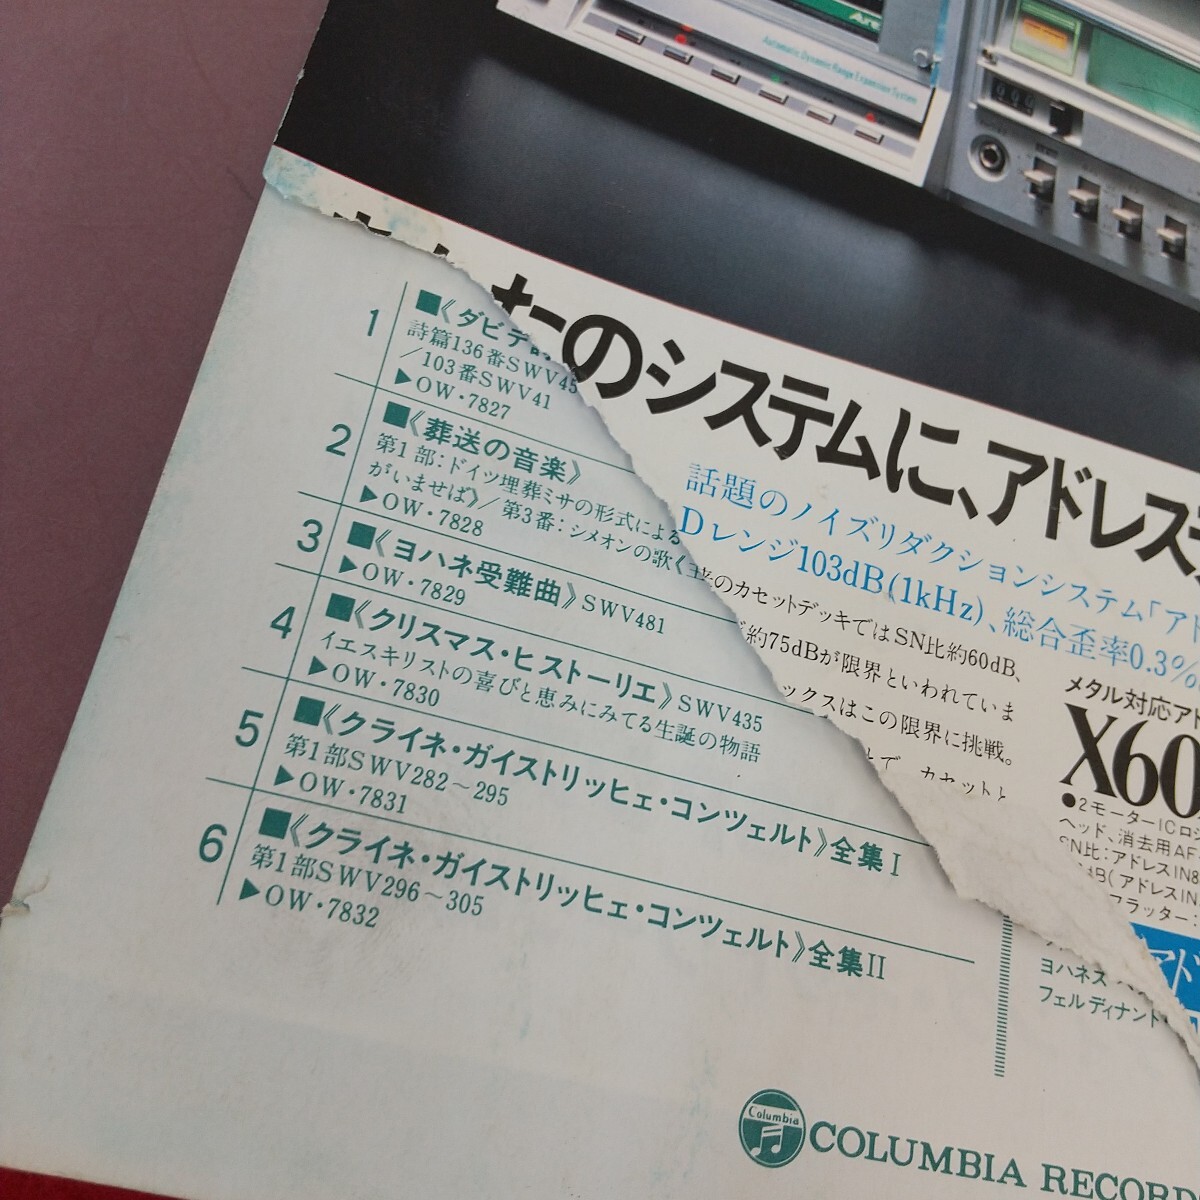 Automatic Dynamic Range Expansion System
たのシステムに、アドレス
話題のノイズリダクションシステム「アド
Dレンジ103dB(1kHz)、総合歪率0.3%
のカセットデッキではSN比約60dB、
約75dBが限界といわれていま
ックスはこの限界に挑戦。
とで、カセットと
メタル対応アド
X60
●2モーターICロジ
ヘッド、消去用AF
SN比:アドレスIN8
dB(アドレスIN
フラッター:
アド
1
■《ダビデ
詩篇136番SWV45
/103番SWV41
▶OW・7827
2
■《葬送の音楽》
第1部:ドイツ埋葬ミサの形式による
がいませば》/第3番:シメオンの歌《主
▶OW・7828
3
■《ヨハネ受難曲》SWV481
▶OW・7829
4
■《クリスマス・ヒストーリエ》SWV435
イエスキリストの喜びと恵みにみてる生誕の物語
▶OW・7830
5
■《クライネ・ガイストリッヒェ・コンツェルト》全集I
第1部SWV282〜295
▶OW・7831
6
■《クライネ・ガイストリッヒェ・コンツェルト》全集II
第1部SWV296〜305
▶OW・7832
ヨハネス
フェルディナント
Columbia
COLUMBIA RECOR